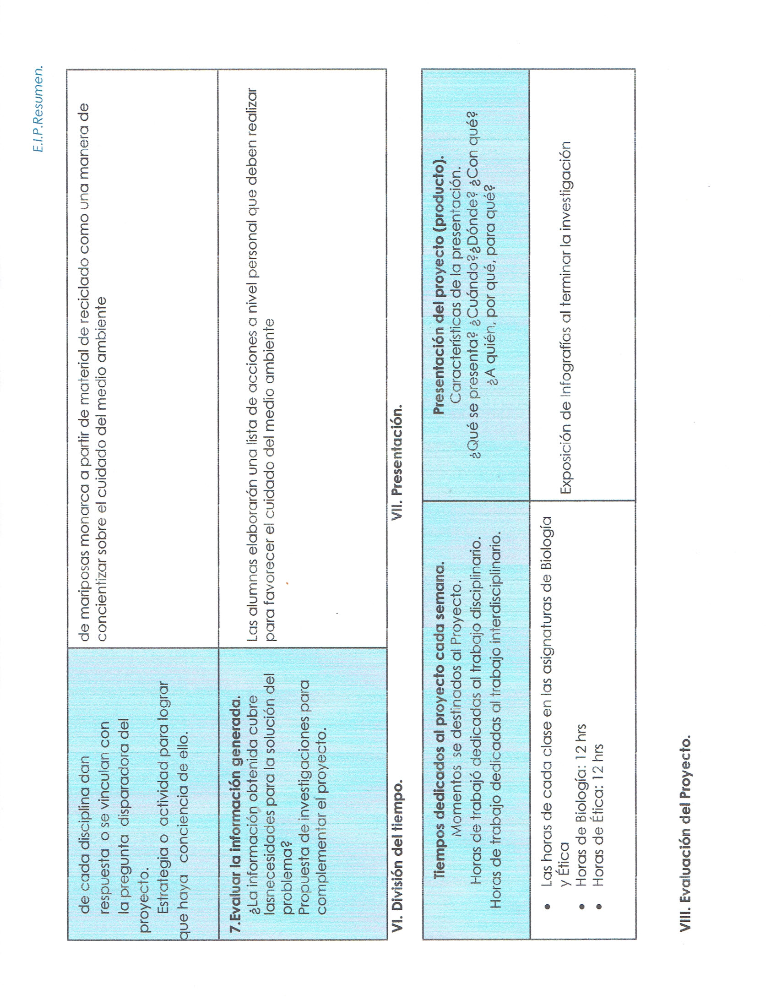 E.I.P.Resumen.
de cada disciplina dan
respuesta o se vinculan con
la pregunta disparadora del
proyecto.
Estrategia o actividad para lograr
que haya conciencia de ello.
de mariposas monarca a partir de material de reciclado como una manera de
concientizar sobre el cuidado del medio ambiente
7.Evaluar la información generada.
¿La información obtenida cubre
lasnecesidades para la solución del
problema?
Propuesta de investigaciones para
complementar el proyecto.
Las alumnas elaborarán una lista de acciones a nivel personal que deben realizar
para favorecer el cuidado del medio ambiente
VI. División del tiempo.
VII. Presentación.
Tiempos dedicados al proyecto cada semana.
Momentos se destinados al Proyecto.
Horas de trabajó dedicadas al trabajo disciplinario.
Horas de trabajo dedicadas al trabajo interdisciplinario.
Presentación del proyecto (producto).
Características de la presentación.
¿Qué se presenta? ¿Cuándo?¿Dónde? ¿Con qué?
¿A quién, por qué, para qué?
• Las horas de cada clase en las asignaturas de Biología
y Ética
• Horas de Biología: 12 hrs
• Horas de Ética: 12 hrs
Exposición de Infografías al terminar la investigación
VIII. Evaluación del Proyecto.